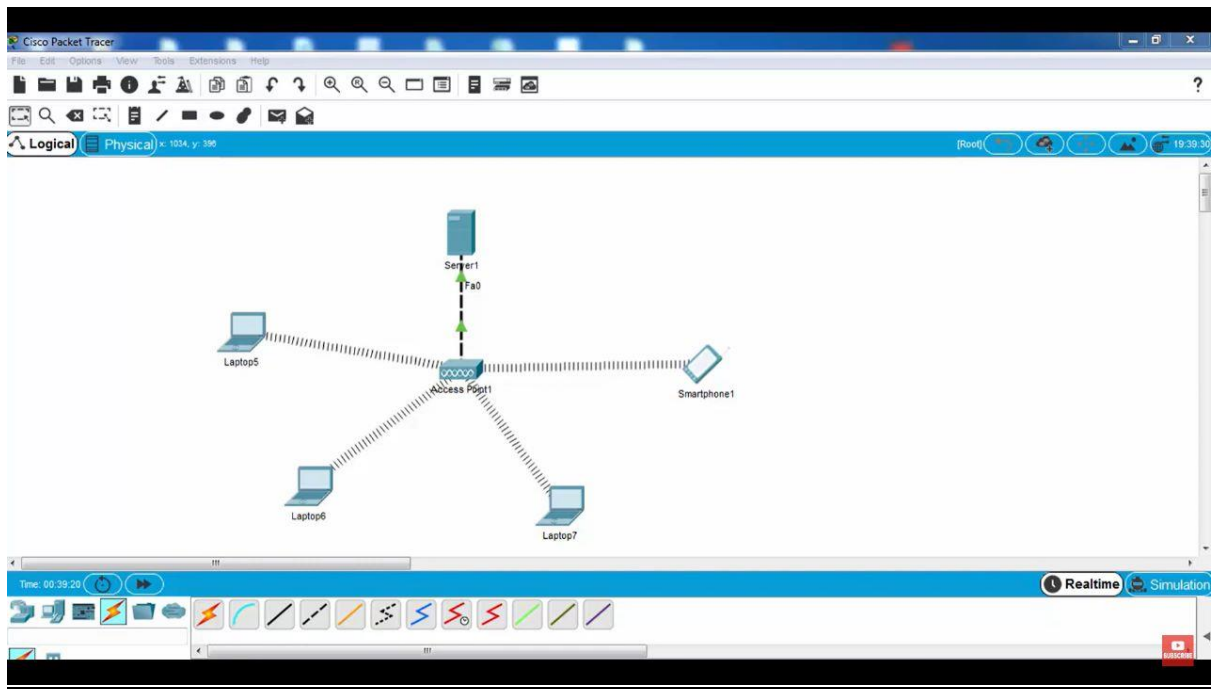 Cisco Packet Tracer
File Edit Options View Tools Extensions Help
?
Logical Physical x: 1034, y: 396 [Root] 19:39:30
Server1
Fa0
Laptop5
Access Point1
Smartphone1
Laptop6
Laptop7
Time: 00:39:20 Realtime Simulation
SUBSCRIBE